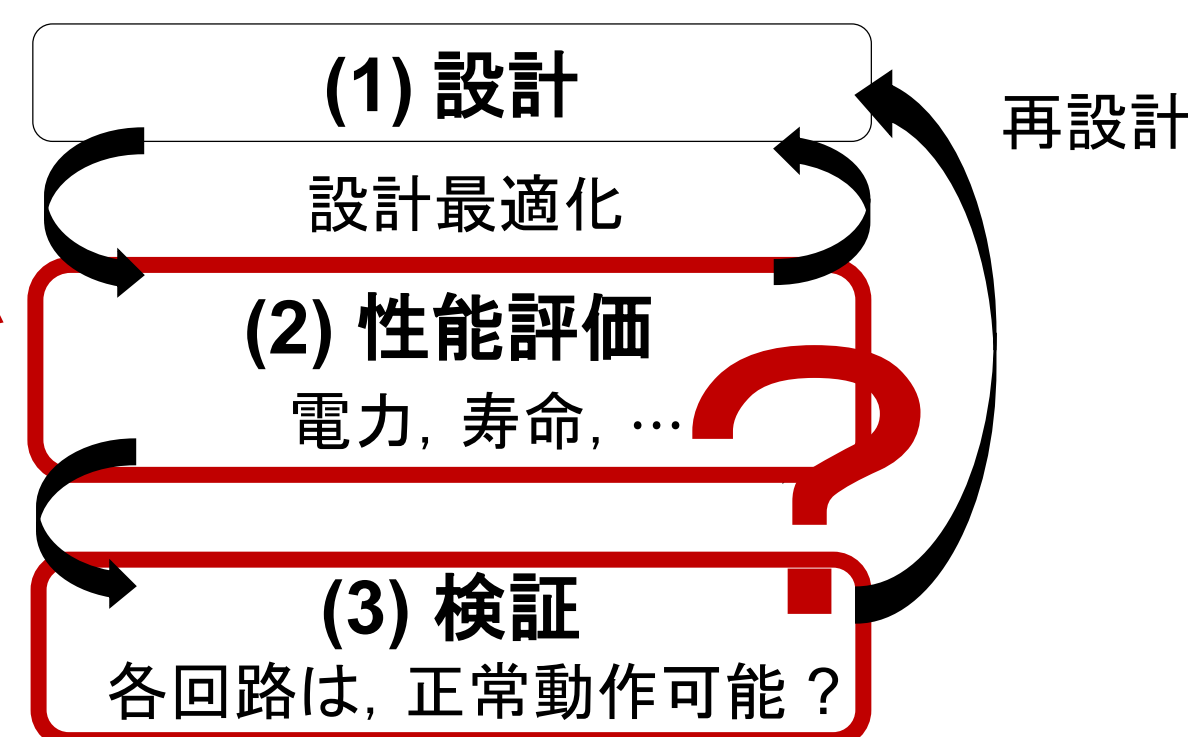 (1) 設計
再設計
設計最適化
(2) 性能評価
電力, 寿命, …
?
(3) 検証
各回路は, 正常動作可能？